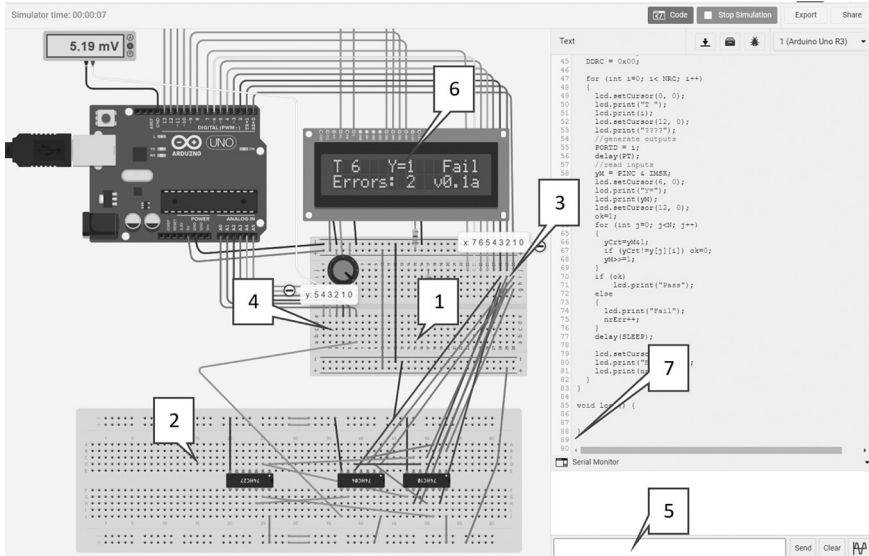 Simulator time: 00:00:07
Code
Stop Simulation
Export
Share
Text
1 (Arduino Uno R3)
5.19 mV
DIGITAL (PWM~)
UNO
ARDUINO
POWER
ANALOG IN
6
T 6 Y=1 Fail
Errors: 2 v0.1a
3
x: 7 6 5 4 3 2 1 0
y: 5 4 3 2 1 0
4
1
2
74HC27
74HC04
74HC10
45 DDRC = 0x00;
46
47 for (int i=0; i< NRC; i++)
48 {
49 lcd.setCursor(0, 0);
50 lcd.print("T ");
51 lcd.print(i);
52 lcd.setCursor(12, 0);
53 lcd.print("????");
54 //generate outputs
55 PORTD = i;
56 delay(PT);
57 //read inputs
58 yM = PINC & IMSK;
59 lcd.setCursor(6, 0);
60 lcd.print("Y=");
61 lcd.print(yM);
62 lcd.setCursor(12, 0);
63 ok=1;
64 for (int j=0; j<N; j++)
65 {
66 yCrt=yM&1;
67 if (yCrt!=y[j][i]) ok=0;
68 yM>>=1;
69 }
70 if (ok)
71 lcd.print("Pass");
72 else
73 {
74 lcd.print("Fail");
75 nrErr++;
76 }
77 delay(SLEEP);
78
79 lcd.setCurso
80 lcd.print("
81 lcd.print(n
82 }
83 }
84
85 void lo () {
86
87
88 }
89
90
7
Serial Monitor
5
Send
Clear